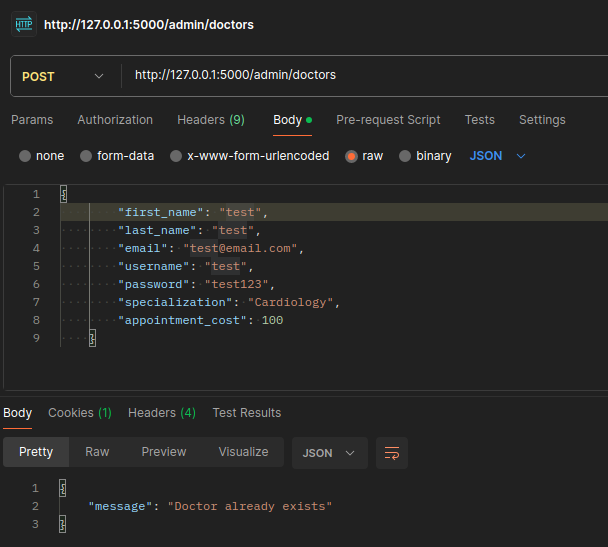 HTTP http://127.0.0.1:5000/admin/doctors
POST http://127.0.0.1:5000/admin/doctors
Params Authorization Headers (9) Body Pre-request Script Tests Settings
none form-data x-www-form-urlencoded raw binary JSON
1 {
2 "first_name": "test",
3 "last_name": "test",
4 "email": "test@email.com",
5 "username": "test",
6 "password": "test123",
7 "specialization": "Cardiology",
8 "appointment_cost": 100
9 }
Body Cookies (1) Headers (4) Test Results
Pretty Raw Preview Visualize JSON
1 {
2 "message": "Doctor already exists"
3 }